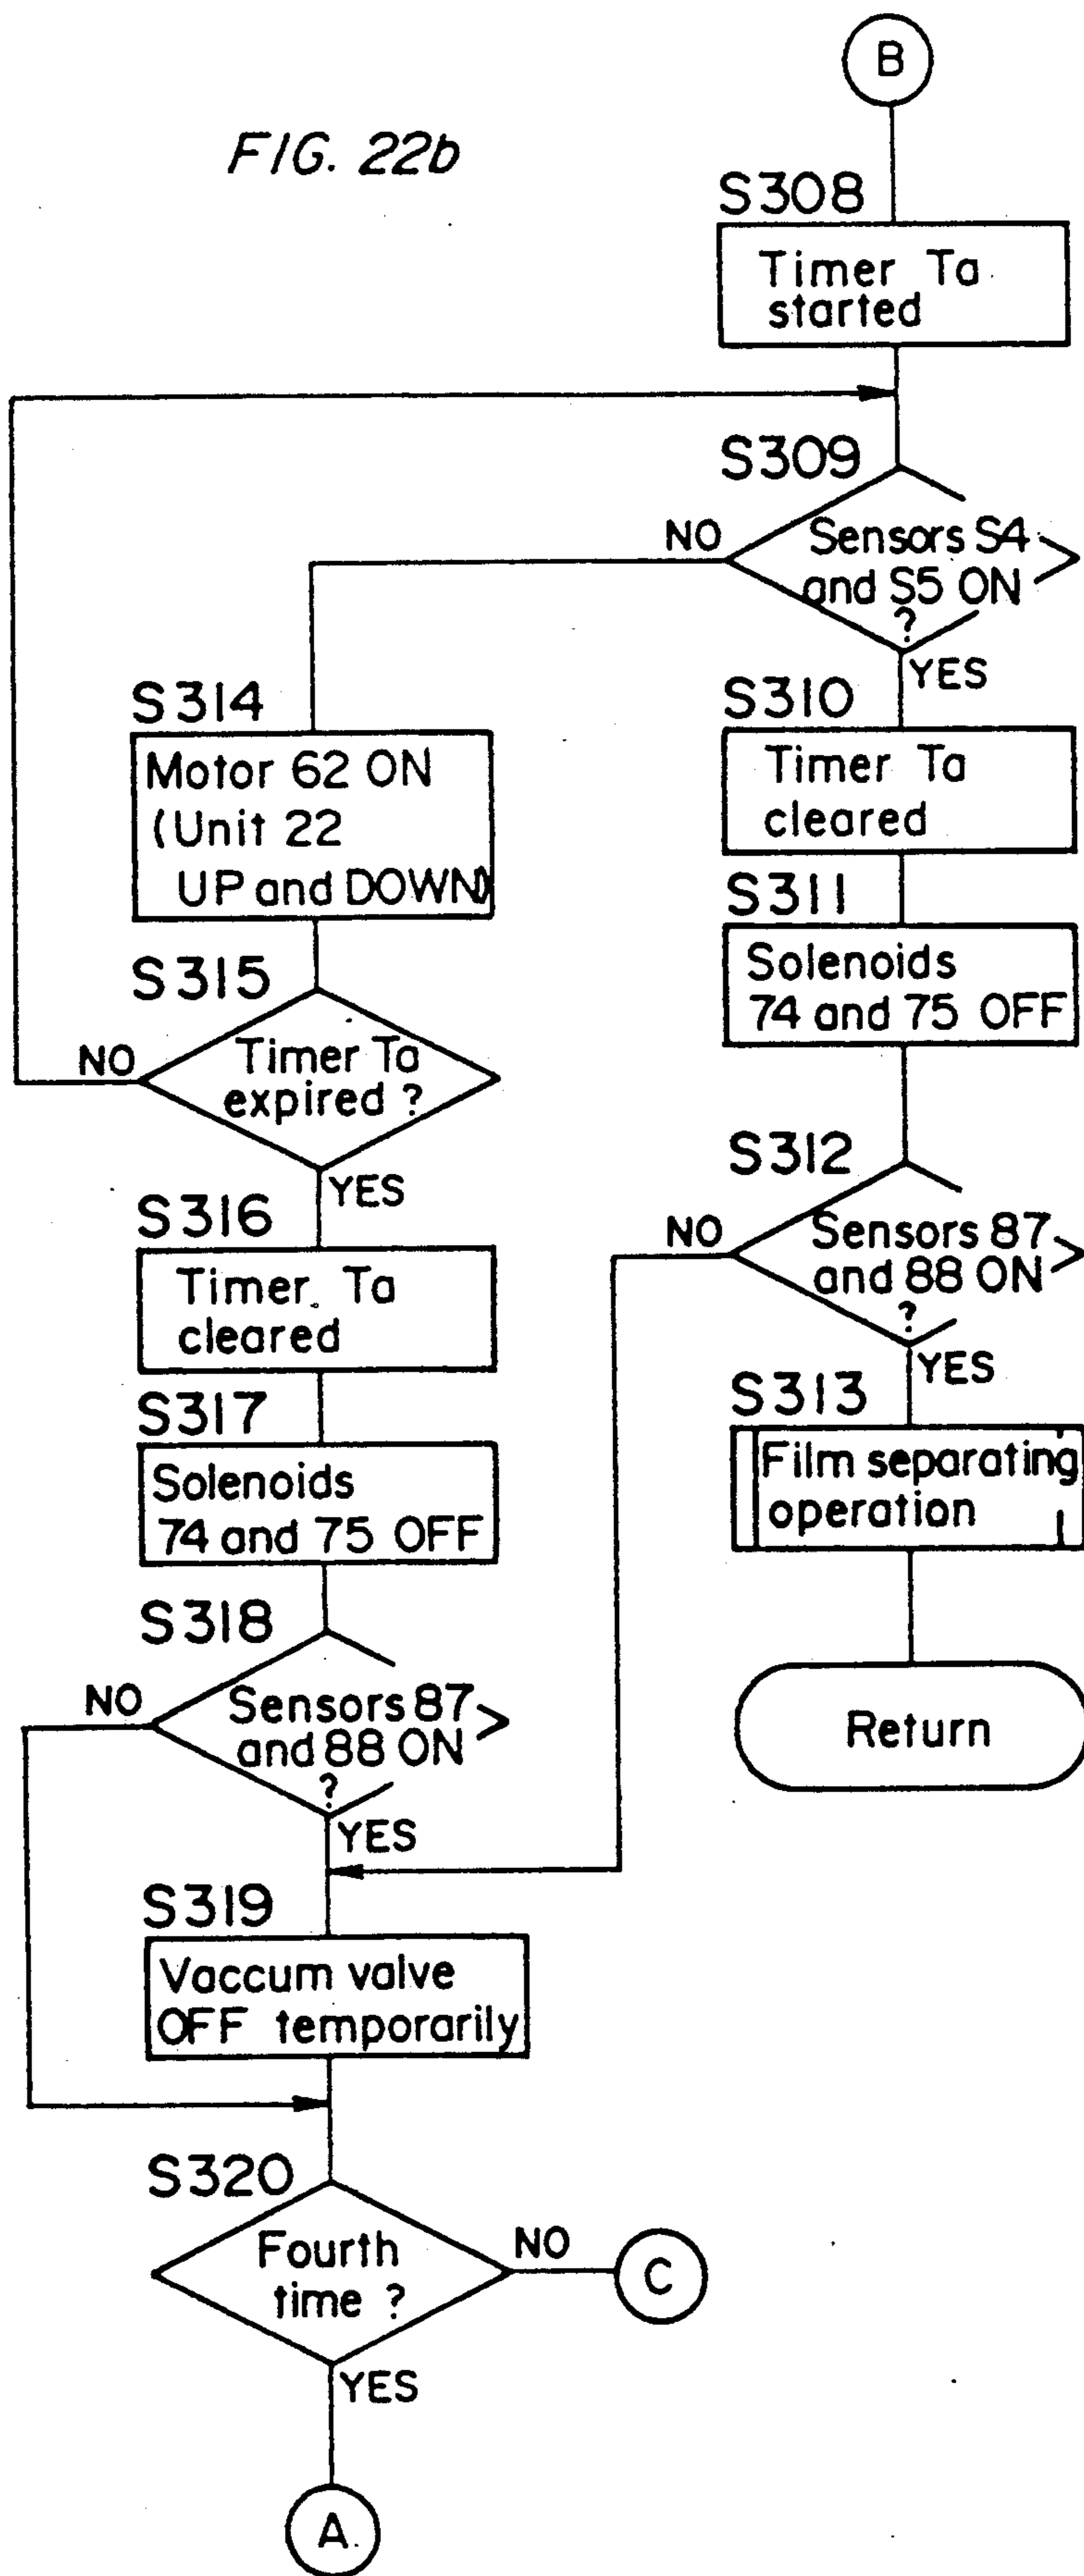 FIG. 22b
B
S308
Timer Ta
started
S309
Sensors S4
and S5 ON
?
NO
YES
S310
Timer Ta
cleared
S311
Solenoids
74 and 75 OFF
S312
Sensors 87
and 88 ON
?
NO
YES
S313
Film separating
operation
Return
S314
Motor 62 ON
(Unit 22
UP and DOWN)
S315
Timer Ta
expired ?
NO
YES
S316
Timer Ta
cleared
S317
Solenoids
74 and 75 OFF
S318
Sensors 87
and 88 ON
?
NO
YES
S319
Vaccum valve
OFF temporarily
S320
Fourth
time ?
NO
C
YES
A